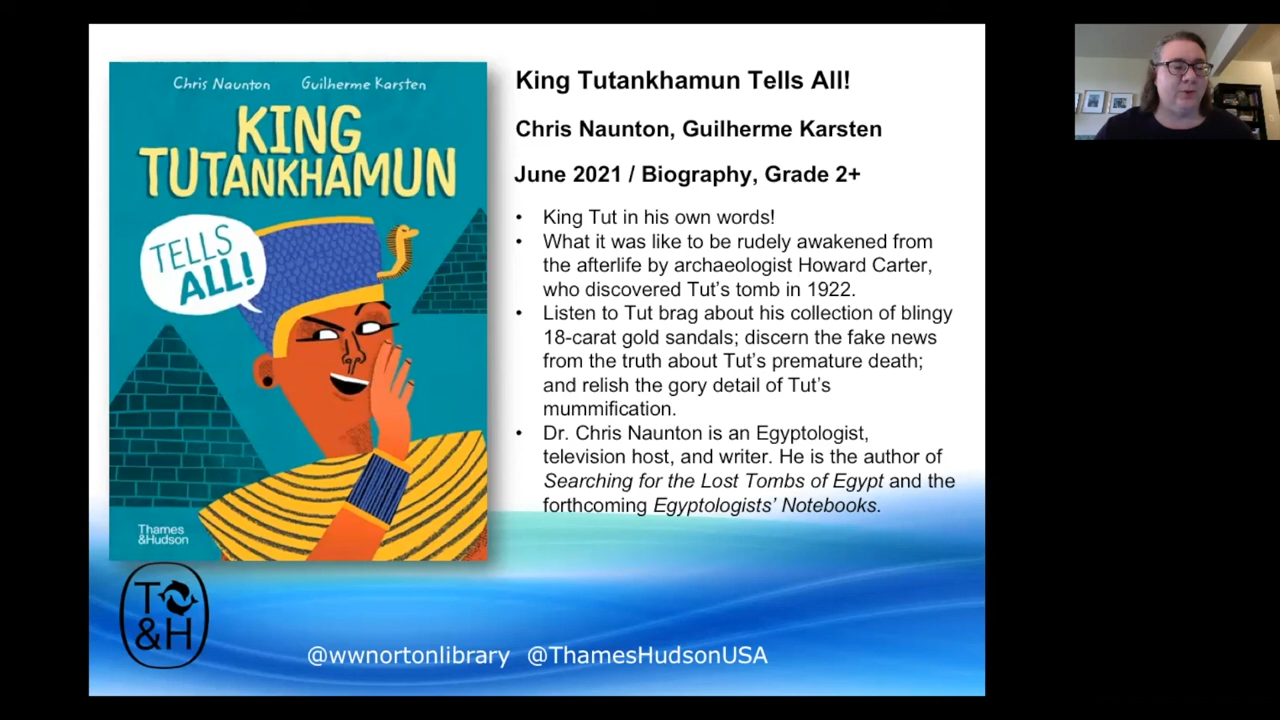 Chris Naunton Guilherme Karsten
KING
TUTANKHAMUN
TELLS
ALL!
Thames
&Hudson
T
&H
King Tutankhamun Tells All!
Chris Naunton, Guilherme Karsten
June 2021 / Biography, Grade 2+
• King Tut in his own words!
• What it was like to be rudely awakened from
the afterlife by archaeologist Howard Carter,
who discovered Tut's tomb in 1922.
• Listen to Tut brag about his collection of blingy
18-carat gold sandals; discern the fake news
from the truth about Tut's premature death;
and relish the gory detail of Tut's
mummification.
• Dr. Chris Naunton is an Egyptologist,
television host, and writer. He is the author of
Searching for the Lost Tombs of Egypt and the
forthcoming Egyptologists' Notebooks.
@wwnortonlibrary @ThamesHudsonUSA